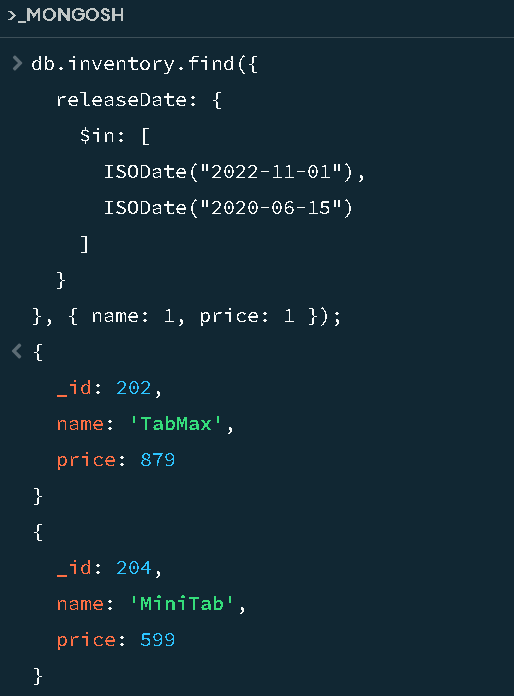 >_MONGOSH
> db.inventory.find({
releaseDate: {
$in: [
ISODate("2022-11-01"),
ISODate("2020-06-15")
]
}
}, { name: 1, price: 1 });
< {
_id: 202,
name: 'TabMax',
price: 879
}
{
_id: 204,
name: 'MiniTab',
price: 599
}